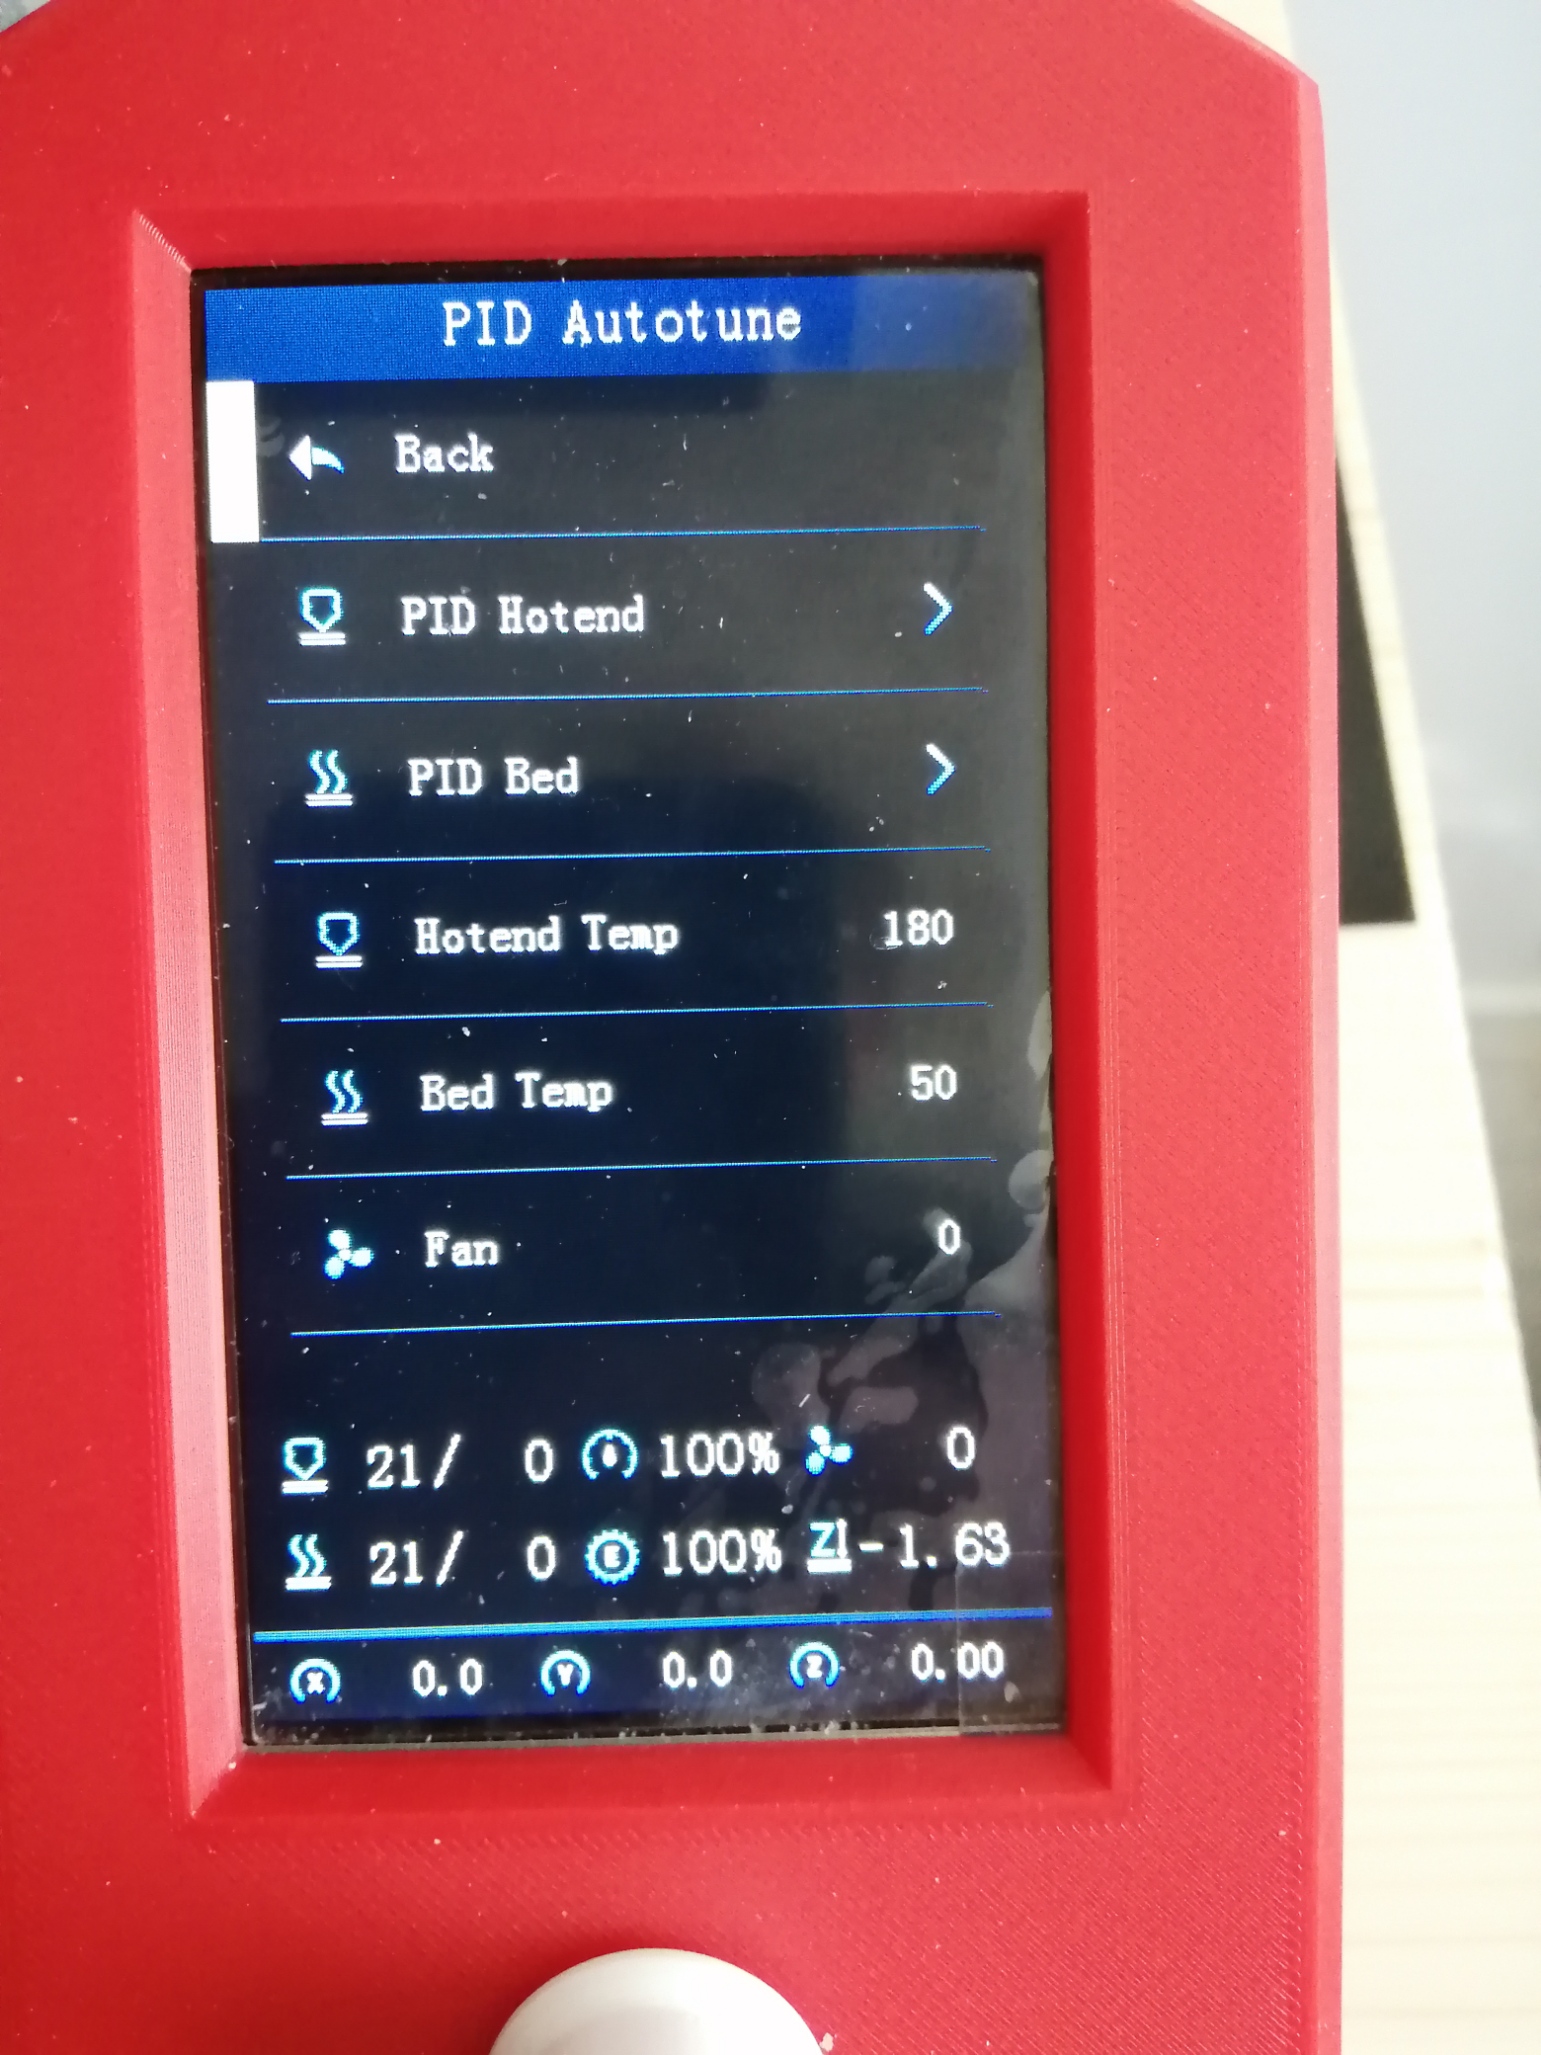 PID Autotune
Back
PID Hotend
PID Bed
Hotend Temp 180
Bed Temp 50
Fan 0
21/ 0 100% 0
21/ 0 E 100% Z -1.63
X 0.0 Y 0.0 Z 0.00